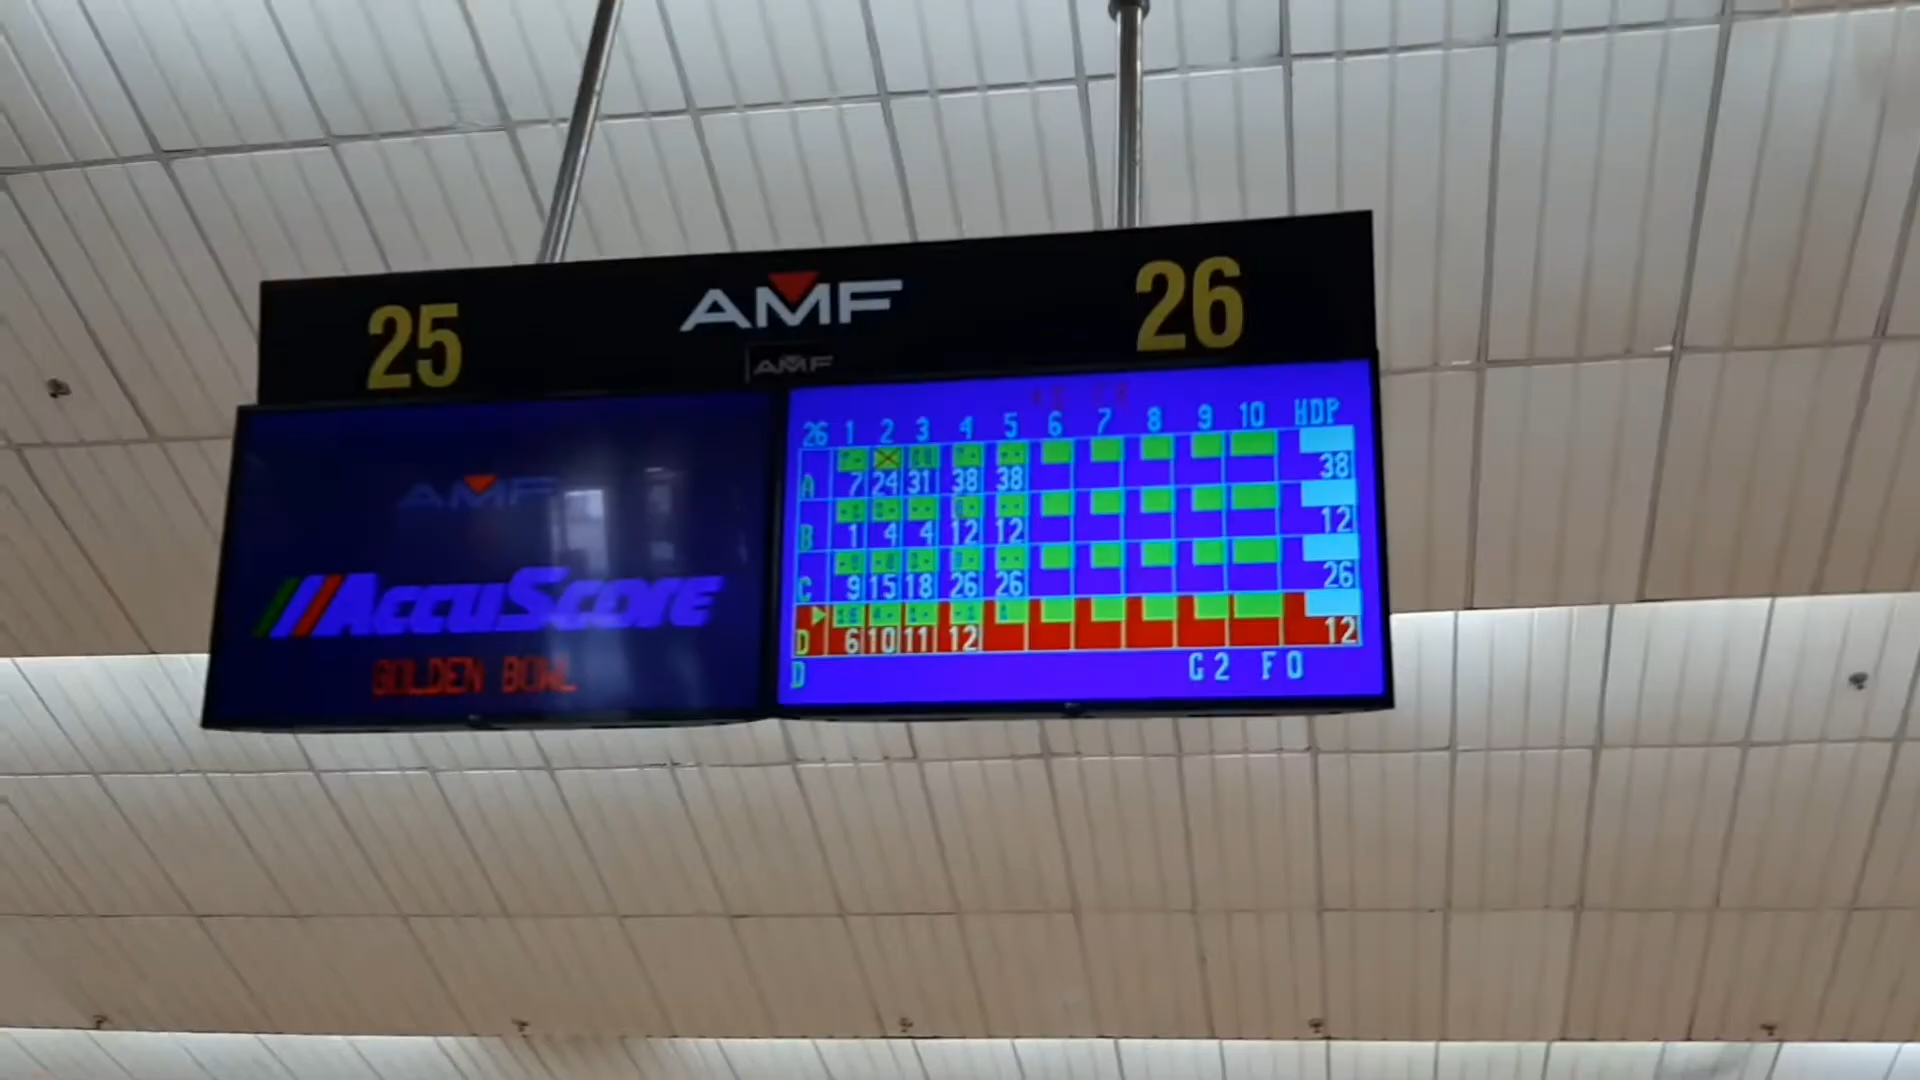 25 AMF 26
AMF
AMF
AccuScore
GOLDEN BOWL
26 1 2 3 4 5 6 7 8 9 10 HDP
A 7 24 31 38 38 38
B 1 4 4 12 12 12
C 9 15 18 26 26 26
D 6 10 11 12 12
D G2 F0